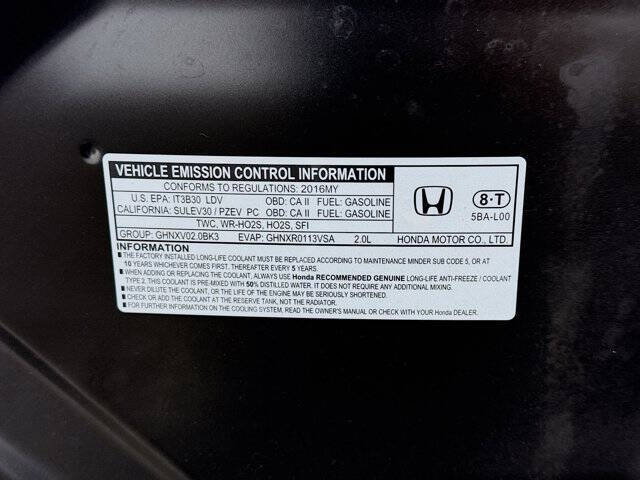 VEHICLE EMISSION CONTROL INFORMATION
CONFORMS TO REGULATIONS: 2016MY
U.S. EPA: IT3B30 LDV OBD: CA II FUEL: GASOLINE
CALIFORNIA: SULEV30 / PZEV PC OBD: CA II FUEL: GASOLINE
TWC, WR-HO2S, HO2S, SFI
GROUP: GHNXV02.0BK3 EVAP: GHNXR0113VSA 2.0L
8-T
5BA-L00
HONDA MOTOR CO., LTD.
INFORMATION
■ THE FACTORY INSTALLED LONG-LIFE COOLANT MUST BE REPLACED ACCORDING TO MAINTENANCE MINDER SUB CODE 5, OR AT
10 YEARS WHICHEVER COMES FIRST. THEREAFTER EVERY 5 YEARS.
■ WHEN ADDING OR REPLACING THE COOLANT, ALWAYS USE Honda RECOMMENDED GENUINE LONG-LIFE ANTI-FREEZE / COOLANT
TYPE 2. THIS COOLANT IS PRE-MIXED WITH 50% DISTILLED WATER. IT DOES NOT REQUIRE ANY ADDITIONAL MIXING.
■ NEVER DILUTE THE COOLANT, OR THE LIFE OF THE ENGINE MAY BE SERIOUSLY SHORTENED.
■ CHECK OR ADD THE COOLANT AT THE RESERVE TANK, NOT THE RADIATOR.
■ FOR FURTHER INFORMATION ON THE COOLING SYSTEM, READ THE OWNER'S MANUAL OR CHECK WITH YOUR Honda DEALER.